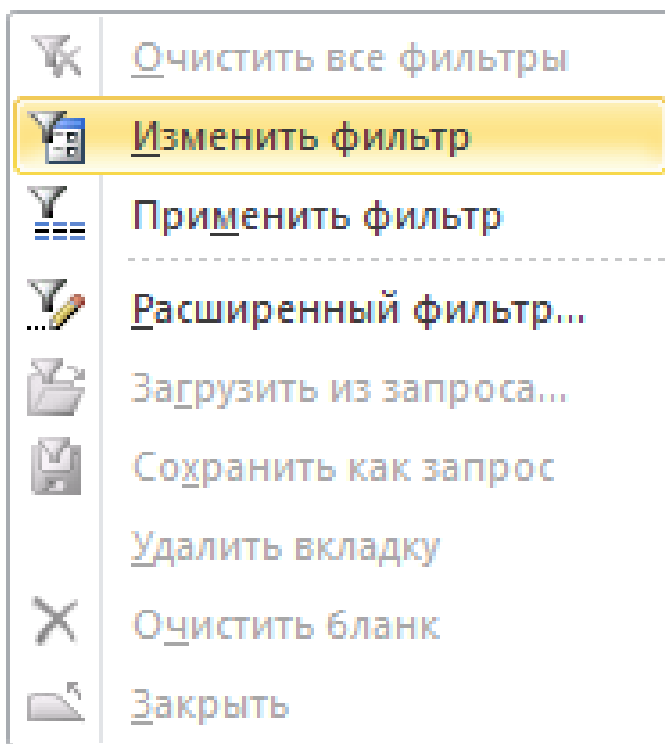 Очистить все фильтры
Изменить фильтр
Применить фильтр
Расширенный фильтр...
Загрузить из запроса...
Сохранить как запрос
Удалить вкладку
Очистить бланк
Закрыть